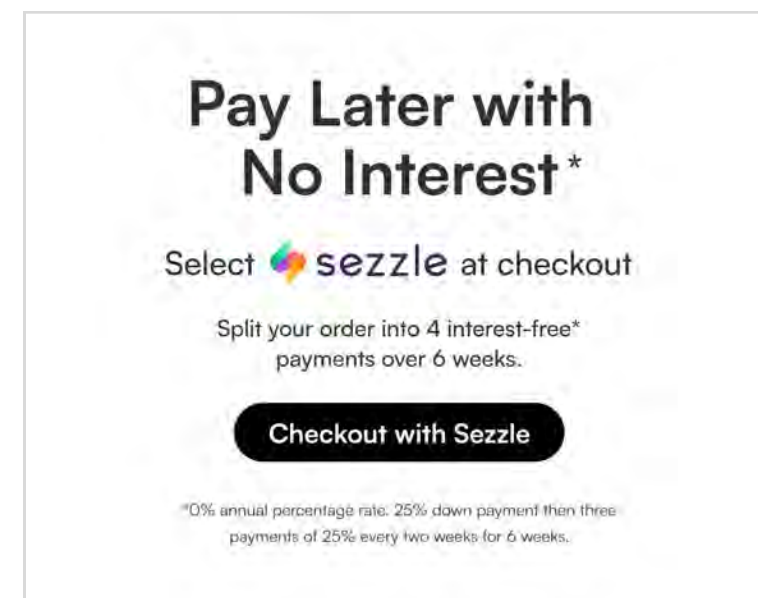 Pay Later with
No Interest*
Select sezzle at checkout
Split your order into 4 interest-free*
payments over 6 weeks.
Checkout with Sezzle
*0% annual percentage rate. 25% down payment then three
payments of 25% every two weeks for 6 weeks.